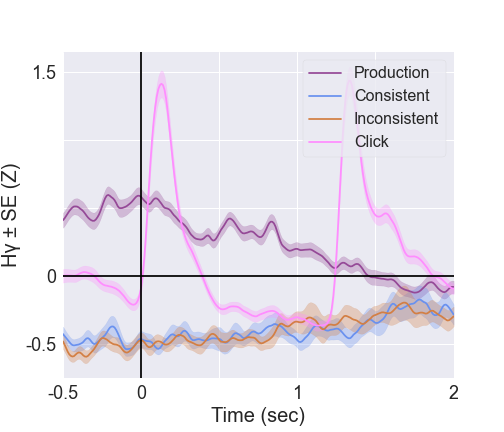 Production
Consistent
Inconsistent
Click
1.5
0
-0.5
Hγ ± SE (Z)
-0.5
0
1
2
Time (sec)